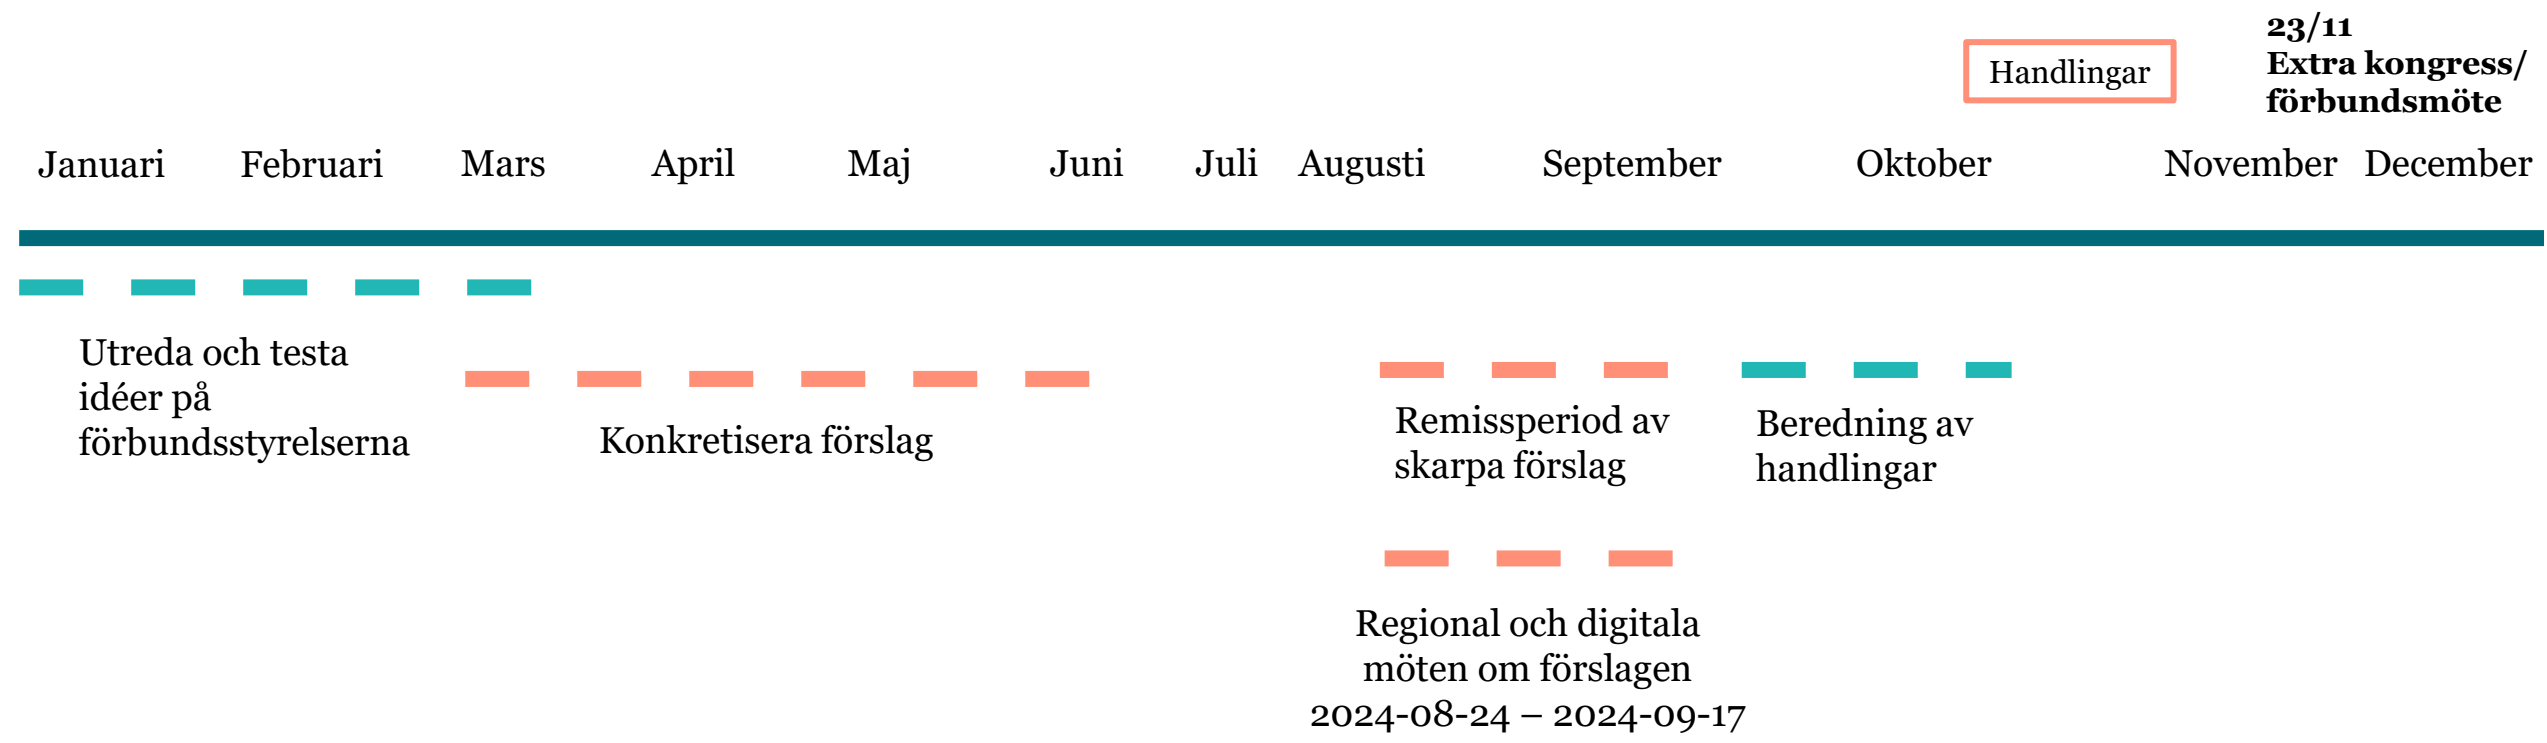 23/11
Extra kongress/
förbundsmöte
Handlingar
Januari Februari Mars April Maj Juni Juli Augusti September Oktober November December
Utreda och testa
idéer på
förbundsstyrelserna
Konkretisera förslag
Remissperiod av
skarpa förslag
Beredning av
handlingar
Regional och digitala
möten om förslagen
2024-08-24 – 2024-09-17